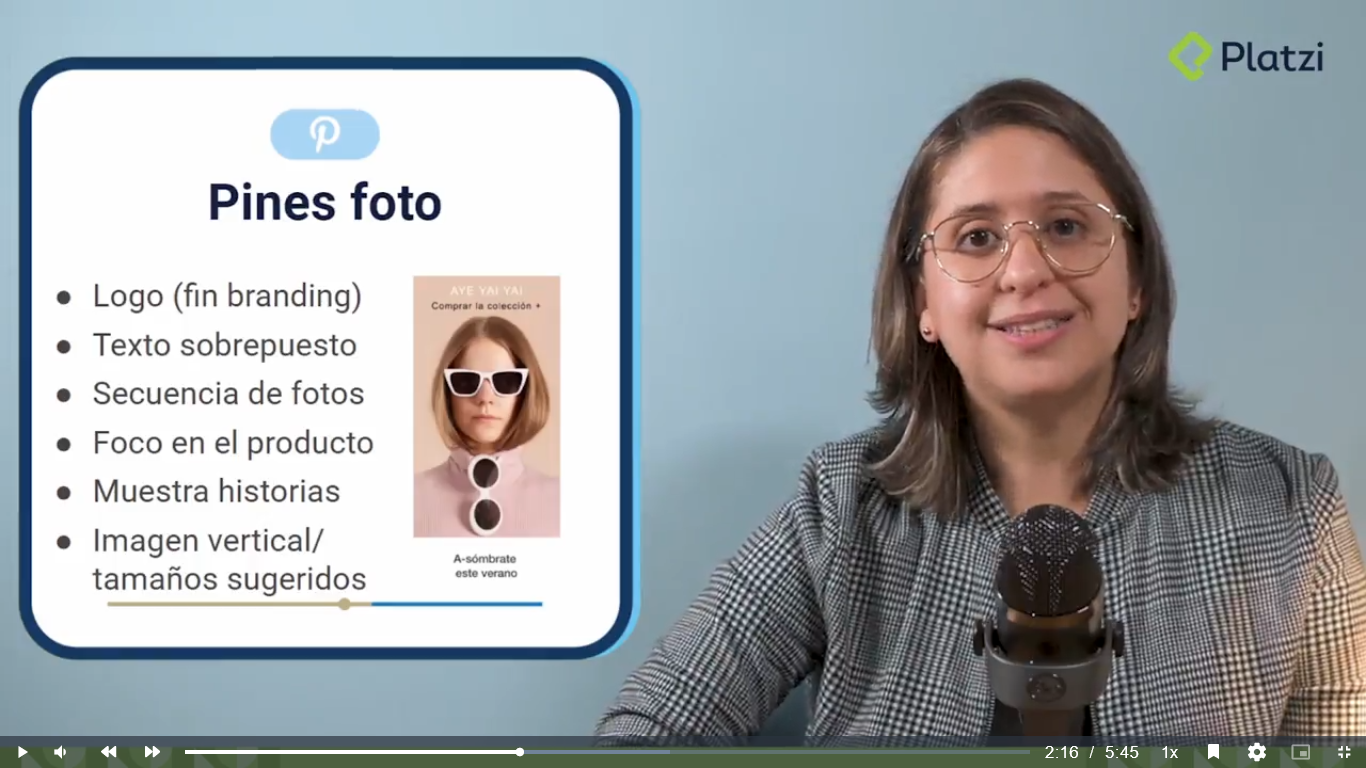 Platzi
Pines foto
Logo (fin branding)
Texto sobrepuesto
Secuencia de fotos
Foco en el producto
Muestra historias
Imagen vertical/
tamaños sugeridos
AYE YAI YAI
Comprar la colección +
A-sómbrate
este verano
2:16 / 5:45 1x